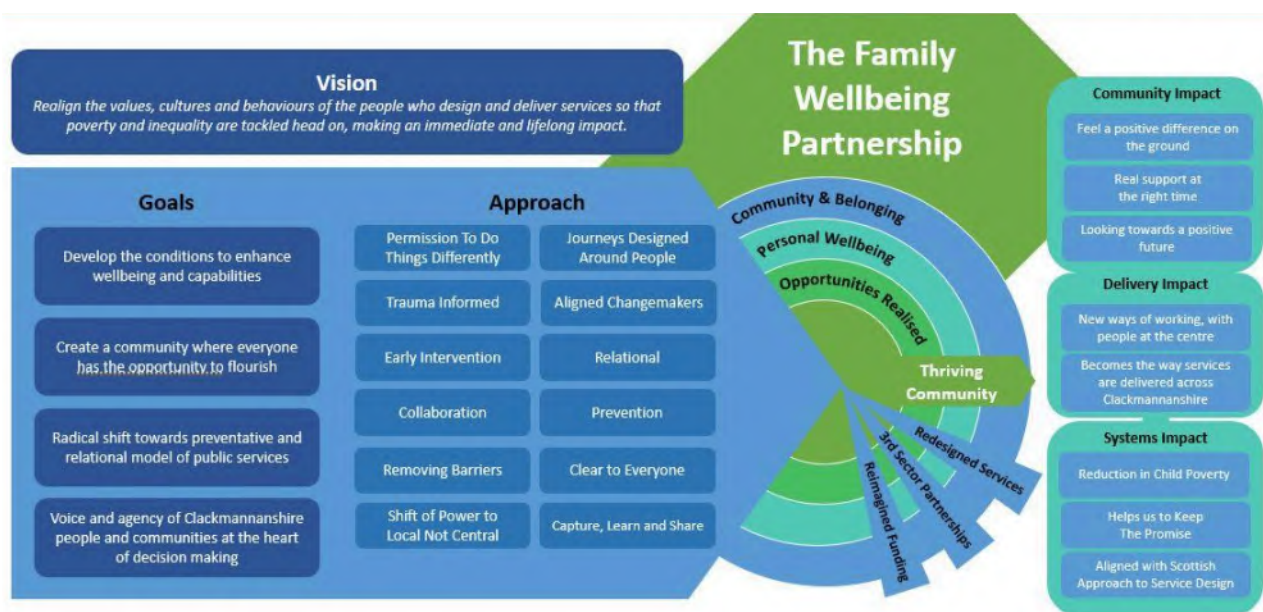 Vision
Realign the values, cultures and behaviours of the people who design and deliver services so that
poverty and inequality are tackled head on, making an immediate and lifelong impact.
The Family
Wellbeing
Partnership
Goals
Develop the conditions to enhance
wellbeing and capabilities
Create a community where everyone
has the opportunity to flourish
Radical shift towards preventative and
relational model of public services
Voice and agency of Clackmannanshire
people and communities at the heart
of decision making
Approach
Permission To Do
Things Differently
Journeys Designed
Around People
Trauma Informed
Aligned Changemakers
Early Intervention
Relational
Collaboration
Prevention
Removing Barriers
Clear to Everyone
Shift of Power to
Local Not Central
Capture, Learn and Share
Community & Belonging
Personal Wellbeing
Opportunities Realised
Thriving
Community
Redesigned Services
3rd Sector Partnerships
Reimagined Funding
Community Impact
Feel a positive difference on
the ground
Real support at
the right time
Looking towards a positive
future
Delivery Impact
New ways of working, with
people at the centre
Becomes the way services
are delivered across
Clackmannanshire
Systems Impact
Reduction in Child Poverty
Helps us to Keep
The Promise
Aligned with Scottish
Approach to Service Design